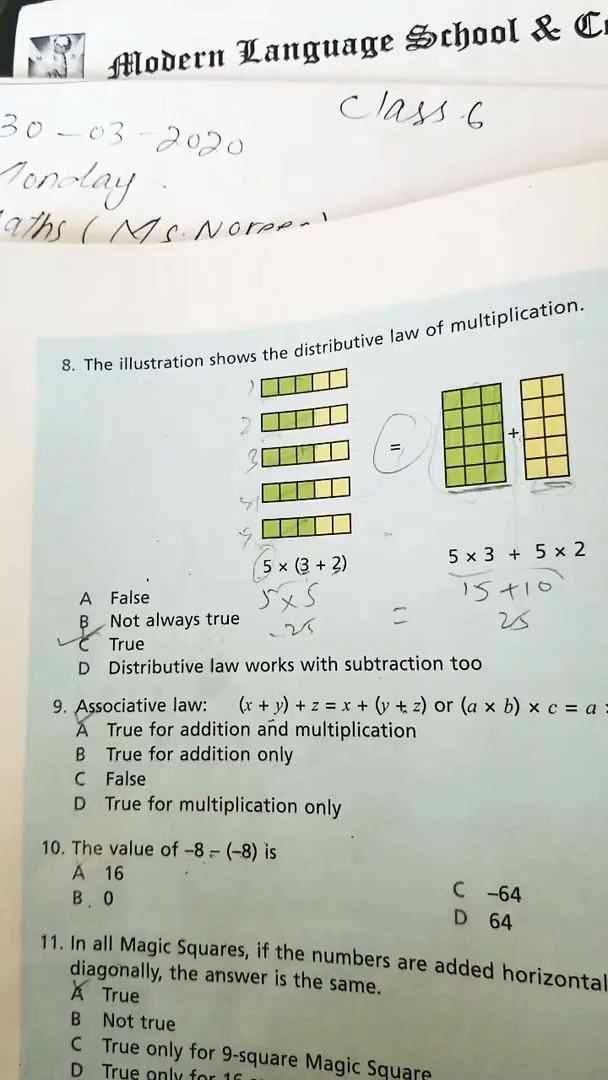 Modern Language School &
Class 6
30-03-2020
Monday.
Maths (Ms. Noreen)
8. The illustration shows the distributive law of multiplication.
1
2
3
4
5
=
+
5 × (3 + 2)
5 × 3 + 5 × 2
5 x 5
15 + 10
25
=
25
A False
B Not always true
C True
D Distributive law works with subtraction too
9. Associative law: (x + y) + z = x + (y + z) or (a × b) × c = a ×
A True for addition and multiplication
B True for addition only
C False
D True for multiplication only
10. The value of –8 – (–8) is
A 16
B 0
C –64
D 64
11. In all Magic Squares, if the numbers are added horizontal
diagonally, the answer is the same.
A True
B Not true
C True only for 9-square Magic Square
D True only for 16